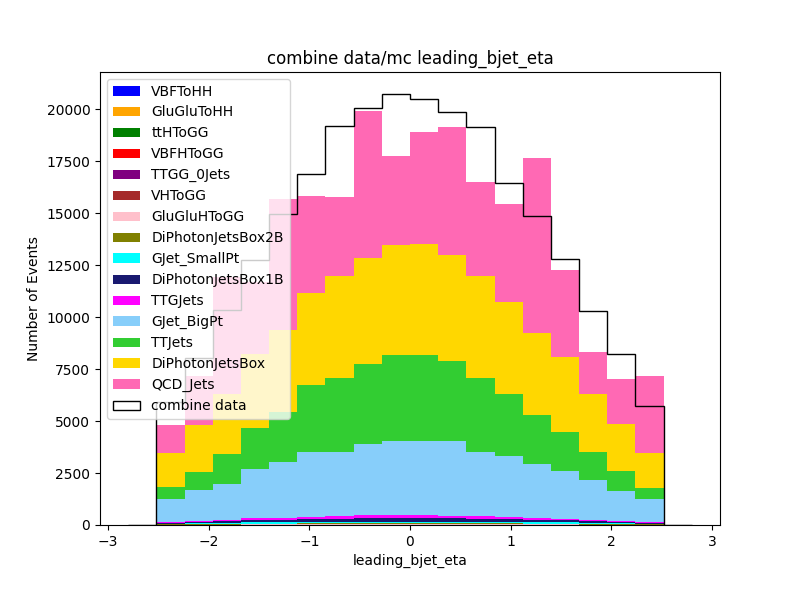 combine data/mc leading_bjet_eta
VBFToHH
GluGluToHH
ttHToGG
VBFHToGG
TTGG_0Jets
VHToGG
GluGluHToGG
DiPhotonJetsBox2B
GJet_SmallPt
DiPhotonJetsBox1B
TTGJets
GJet_BigPt
TTJets
DiPhotonJetsBox
QCD_Jets
combine data
Number of Events
20000
17500
15000
12500
10000
7500
5000
2500
0
−3 −2 −1 0 1 2 3
leading_bjet_eta